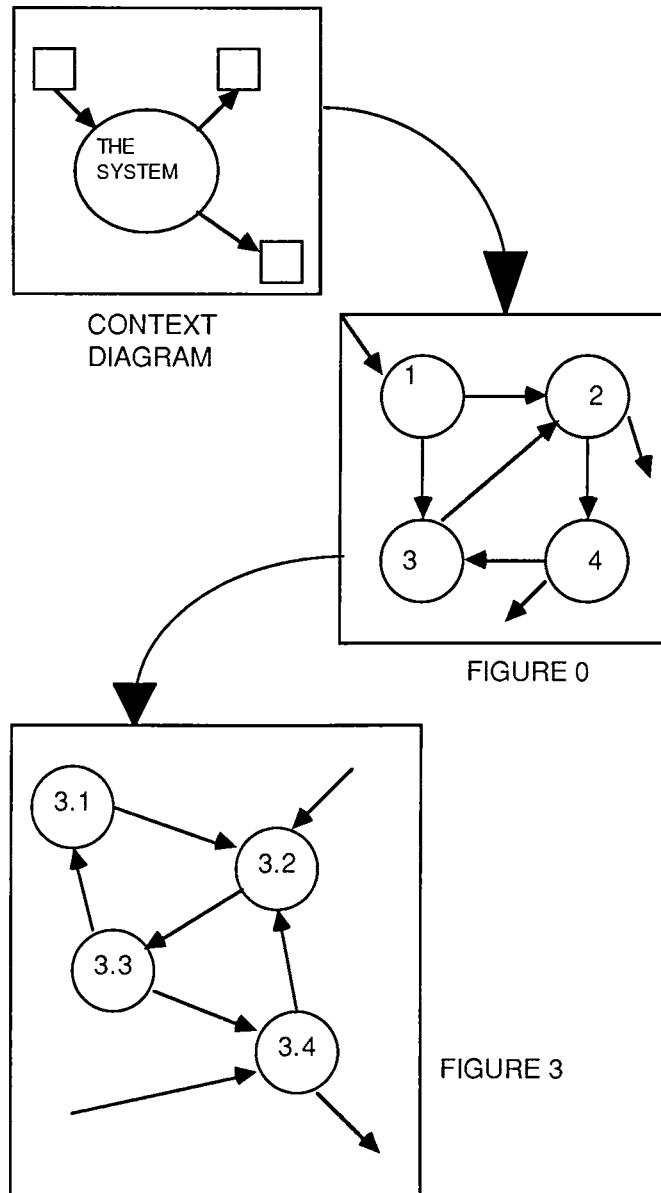 THE
SYSTEM
CONTEXT
DIAGRAM
1
2
3
4
FIGURE 0
3.1
3.2
3.3
3.4
FIGURE 3